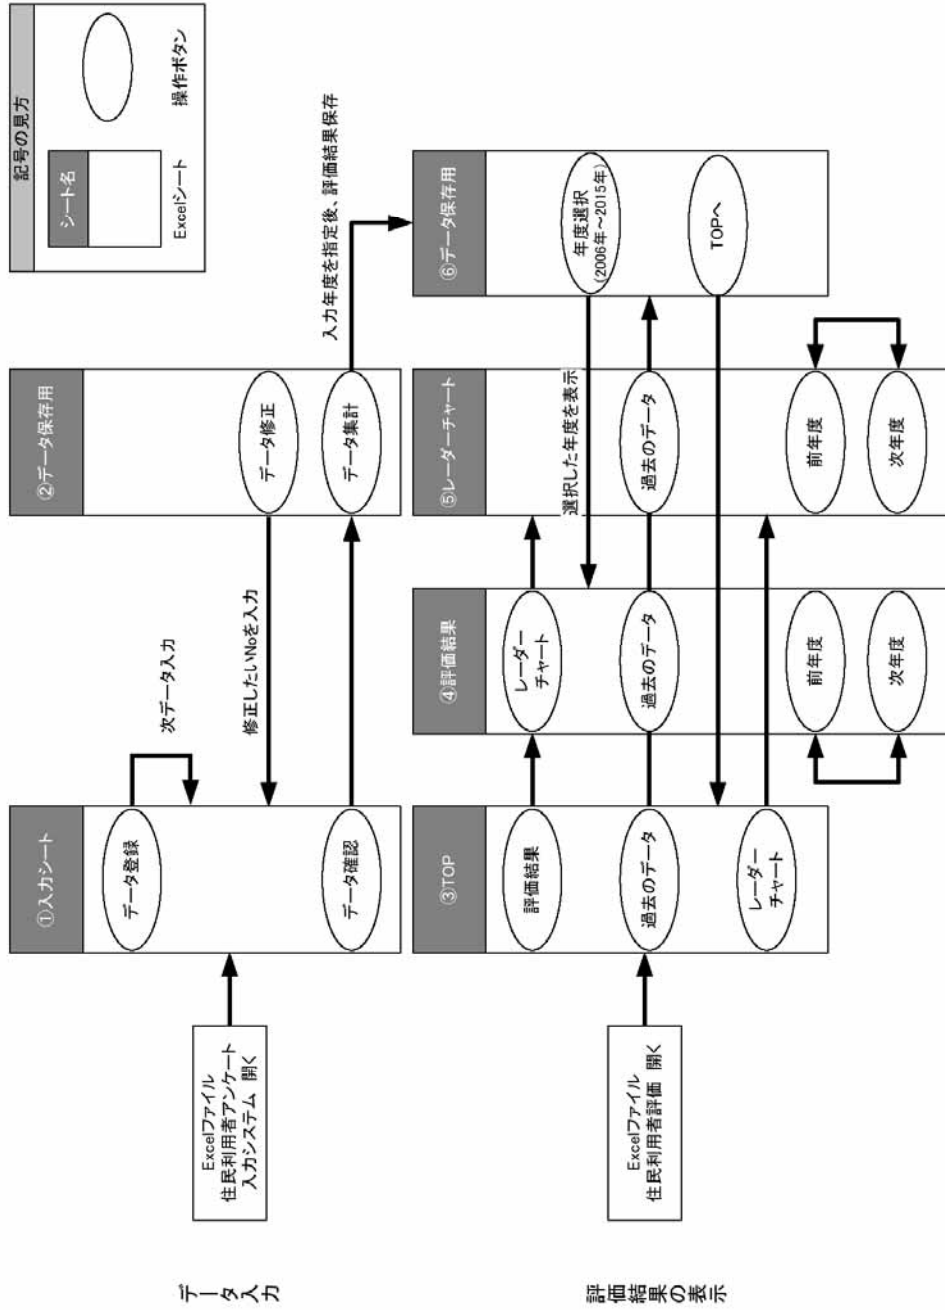 記号の見方
シート名
Excelシート
操作ボタン
データ入力
Excelファイル
住民利用者アンケート
入力システム 開く
①入力シート
データ登録
データ確認
次データ入力
修正したいNoを入力
②データ保存用
データ修正
データ集計
入力年度を指定後、評価結果保存
評価結果の表示
Excelファイル
住民利用者評価 開く
③TOP
評価結果
過去のデータ
レーダー
チャート
④評価結果
レーダー
チャート
過去のデータ
前年度
次年度
選択した年度を表示
⑤レーダーチャート
過去のデータ
前年度
次年度
⑥データ保存用
年度選択
(2006年~2015年)
TOPへ